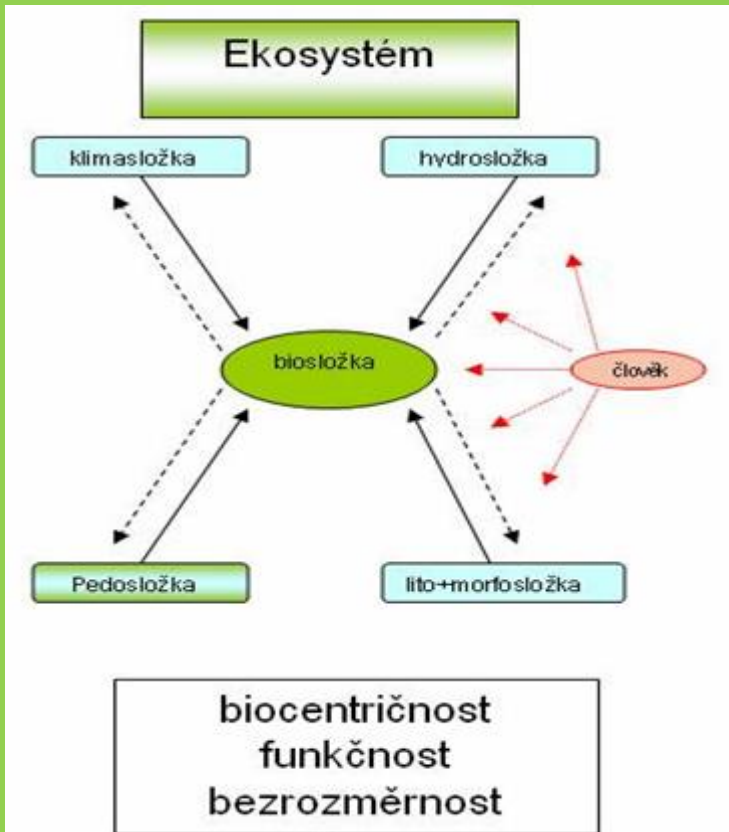 Ekosystém
klimasložka
hydrosložka
biosložka
člověk
Pedosložka
lito+morfosložka
biocentričnost
funkčnost
bezrozměrnost